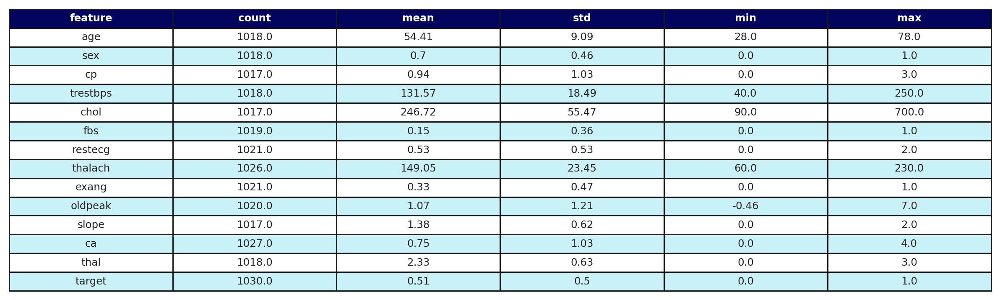 feature count mean std min max
age 1018.0 54.41 9.09 28.0 78.0
sex 1018.0 0.7 0.46 0.0 1.0
cp 1017.0 0.94 1.03 0.0 3.0
trestbps 1018.0 131.57 18.49 40.0 250.0
chol 1017.0 246.72 55.47 90.0 700.0
fbs 1019.0 0.15 0.36 0.0 1.0
restecg 1021.0 0.53 0.53 0.0 2.0
thalach 1026.0 149.05 23.45 60.0 230.0
exang 1021.0 0.33 0.47 0.0 1.0
oldpeak 1020.0 1.07 1.21 -0.46 7.0
slope 1017.0 1.38 0.62 0.0 2.0
ca 1027.0 0.75 1.03 0.0 4.0
thal 1018.0 2.33 0.63 0.0 3.0
target 1030.0 0.51 0.5 0.0 1.0